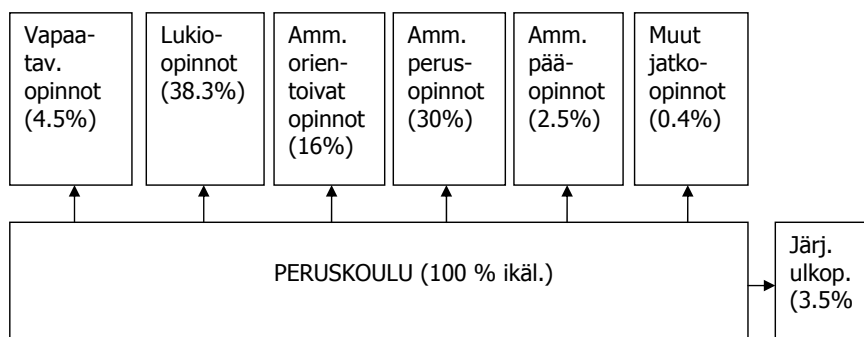 Vapaa-
tav.
opinnot
(4.5%)
Lukio-
opinnot
(38.3%)
Amm.
orien-
toivat
opinnot
(16%)
Amm.
perus-
opinnot
(30%)
Amm.
pää-
opinnot
(2.5%)
Muut
jatko-
opinnot
(0.4%)
PERUSKOULU (100 % ikäl.)
Järj.
ulkop.
(3.5%